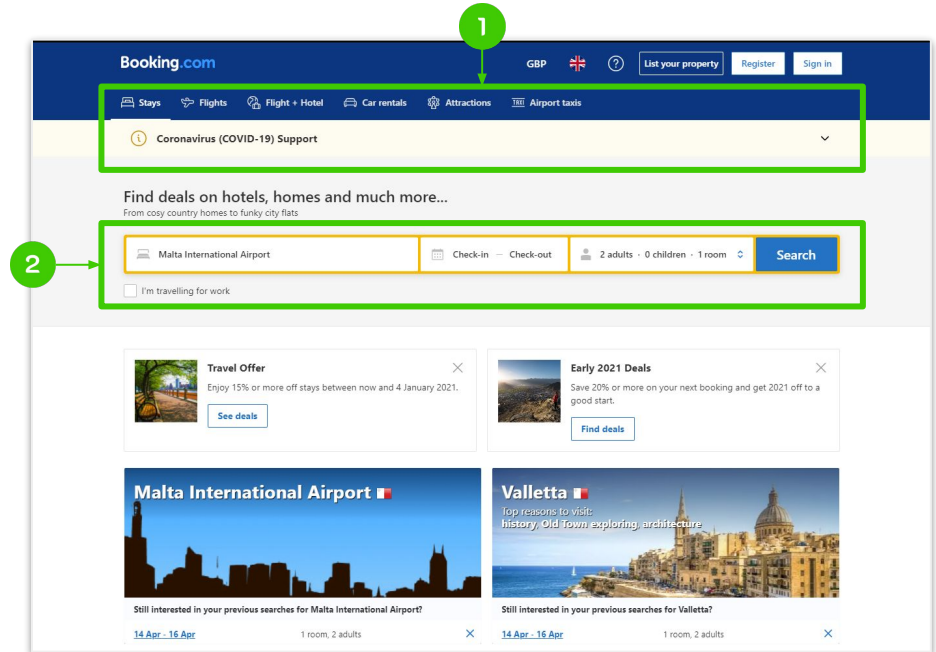 1
Booking.com GBP List your property Register Sign in
Stays Flights Flight + Hotel Car rentals Attractions TAXI Airport taxis
Coronavirus (COVID-19) Support
Find deals on hotels, homes and much more...
From cosy country homes to funky city flats
2
Malta International Airport Check-in — Check-out 2 adults · 0 children · 1 room Search
I'm travelling for work
Travel Offer
Enjoy 15% or more off stays between now and 4 January 2021.
See deals
Early 2021 Deals
Save 20% or more on your next booking and get 2021 off to a
good start.
Find deals
Malta International Airport
Still interested in your previous searches for Malta International Airport?
14 Apr - 16 Apr 1 room, 2 adults
Valletta
Top reasons to visit:
history, Old Town exploring, architecture
Still interested in your previous searches for Valletta?
14 Apr - 16 Apr 1 room, 2 adults